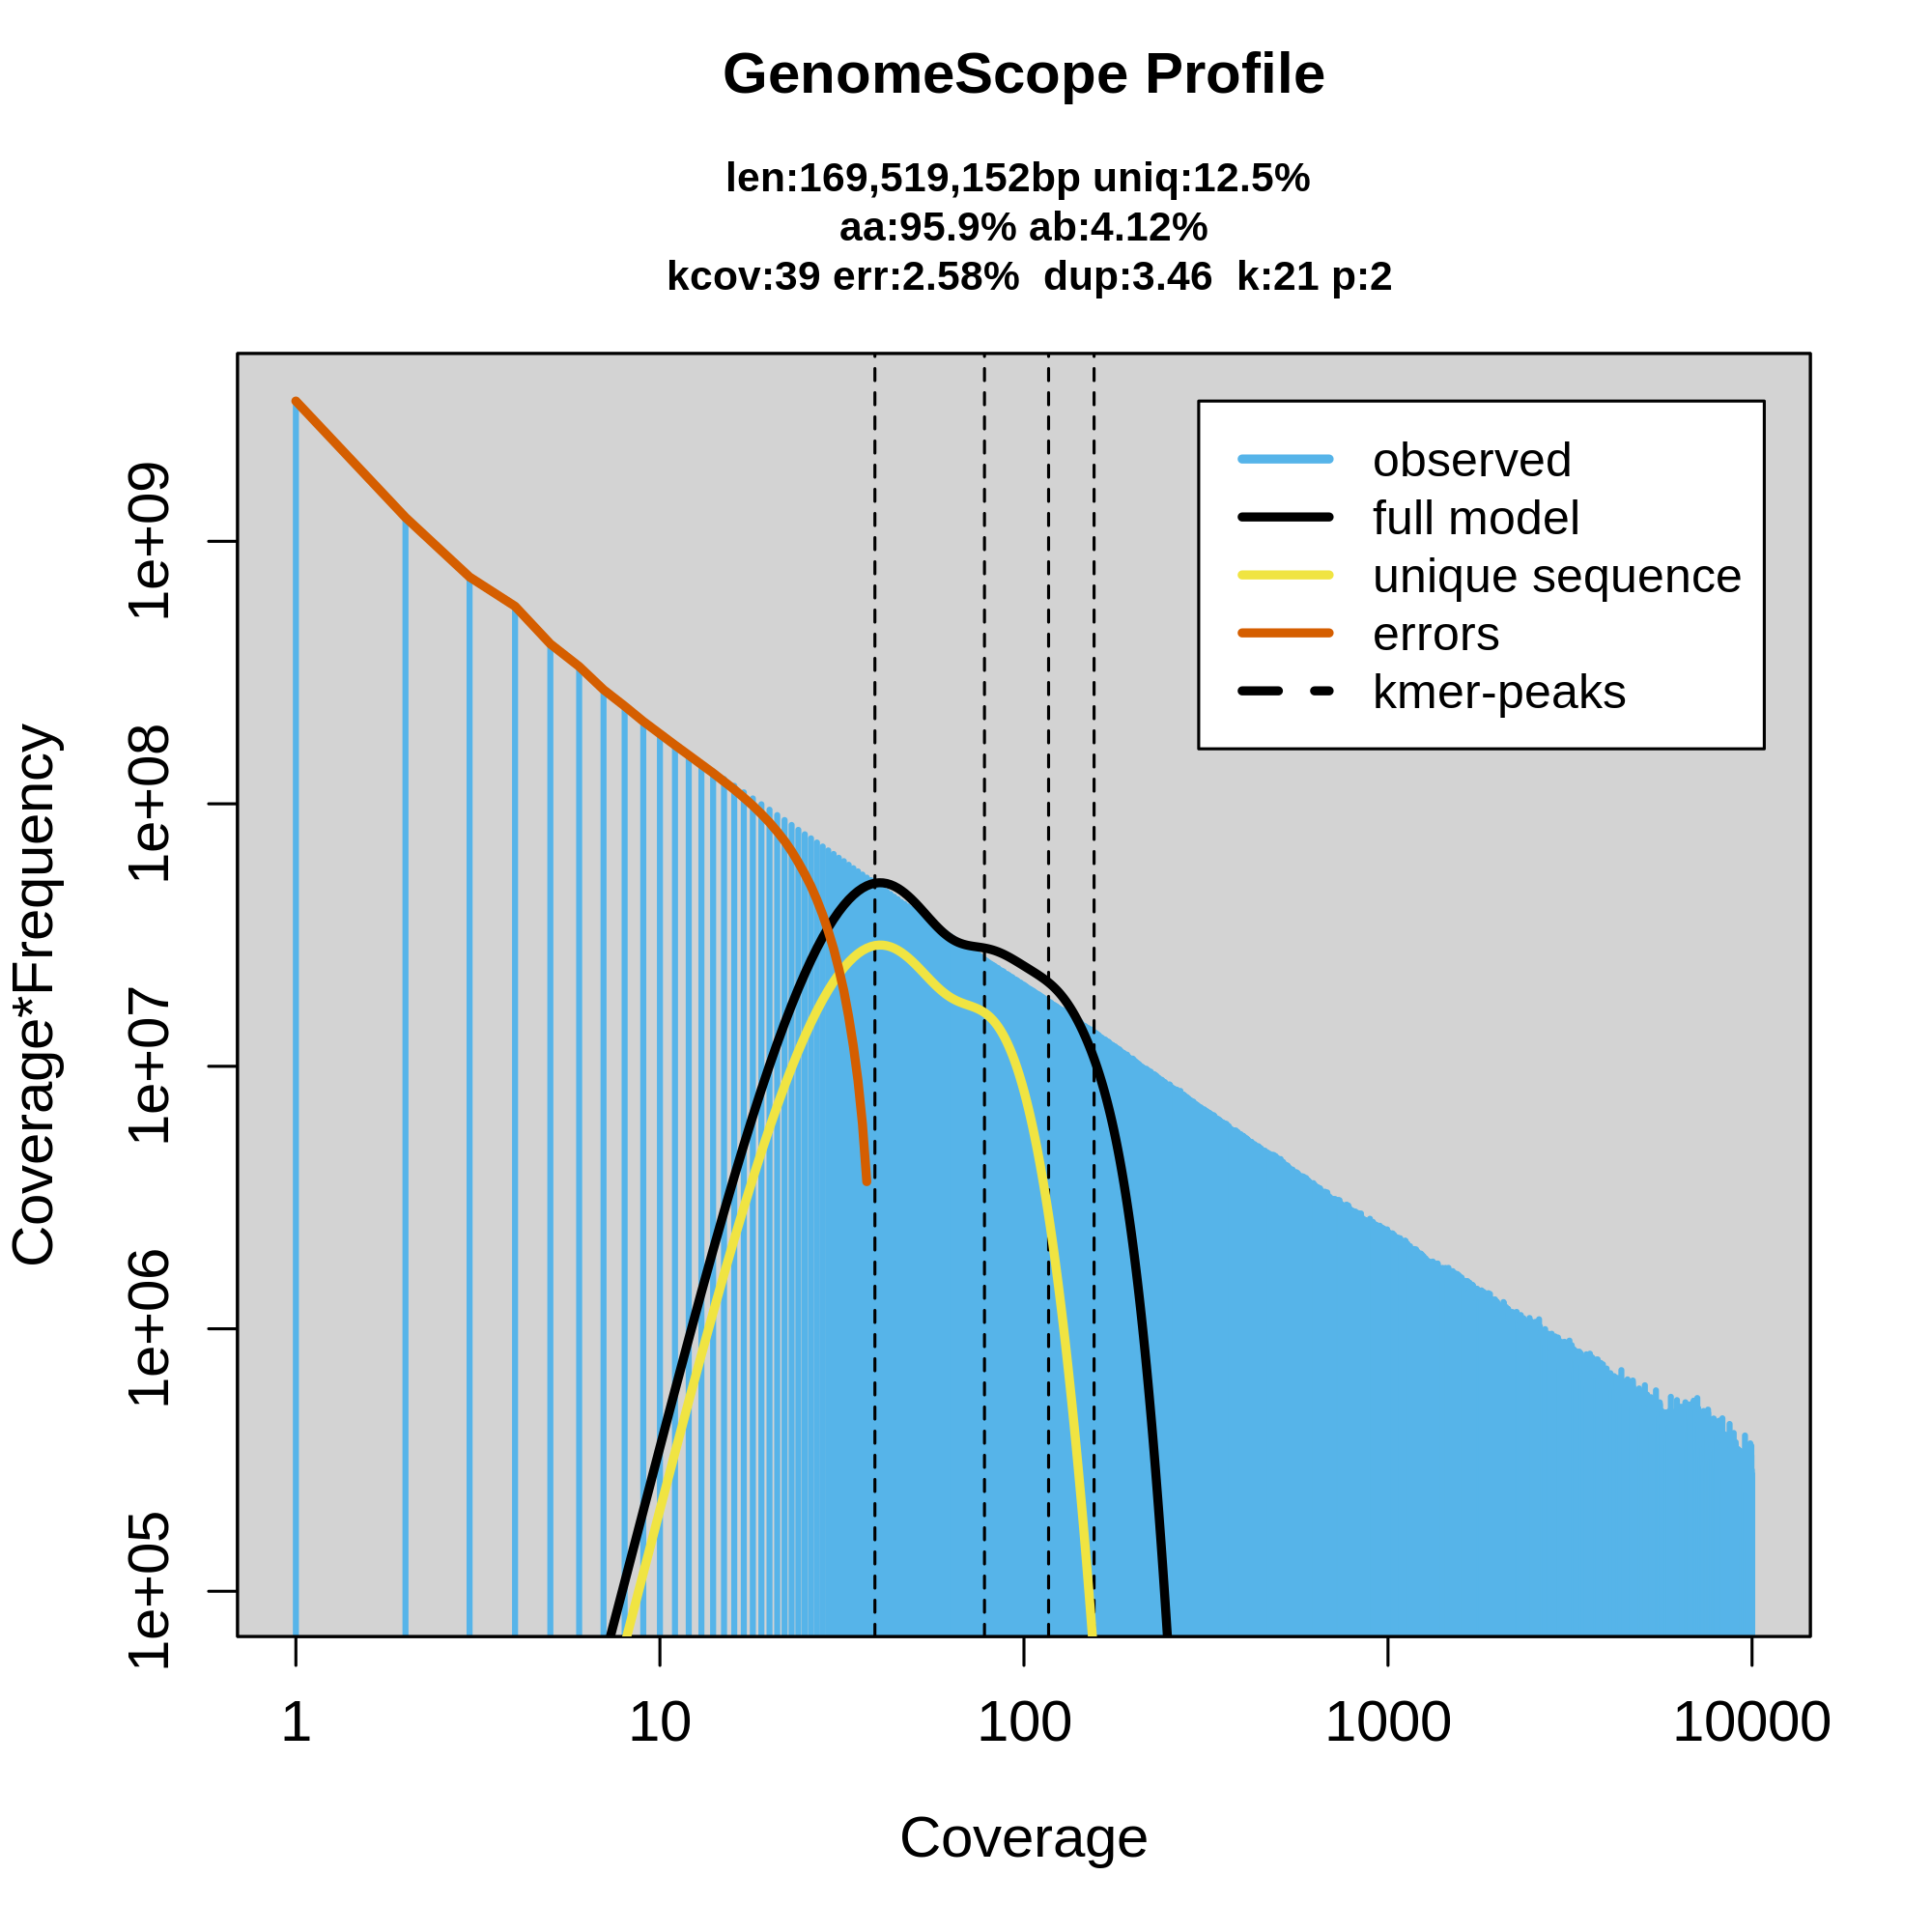 GenomeScope Profile
len:169,519,152bp uniq:12.5%
aa:95.9% ab:4.12%
kcov:39 err:2.58%  dup:3.46  k:21 p:2
observed
full model
unique sequence
errors
kmer-peaks
Coverage*Frequency
1e+09
1e+08
1e+07
1e+06
1e+05
1
10
100
1000
10000
Coverage